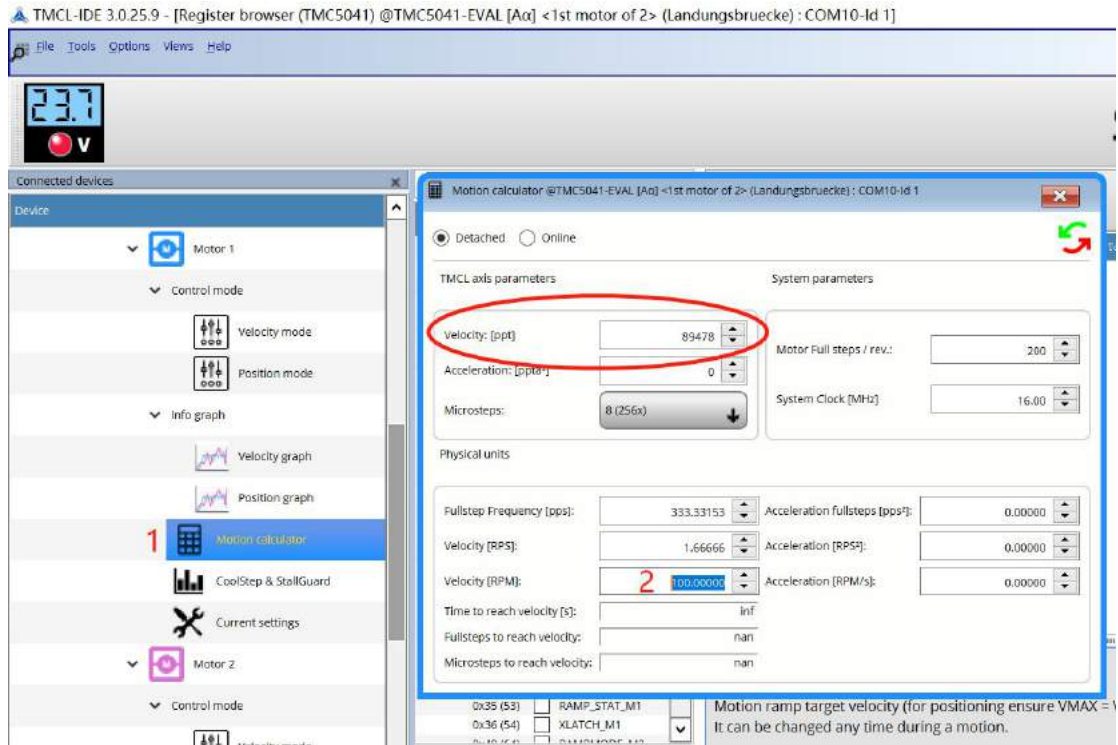 TMCL-IDE 3.0.25.9 - [Register browser (TMC5041) @TMC5041-EVAL [Aα] <1st motor of 2> (Landungsbruecke) : COM10-Id 1]
File Tools Options Views Help
23.7
V
Connected devices
Device
Motor 1
Control mode
Velocity mode
Position mode
Info graph
Velocity graph
Position graph
1
Motion calculator
CoolStep & StallGuard
Current settings
Motor 2
Control mode
Motion calculator @TMC5041-EVAL [Aα] <1st motor of 2> (Landungsbruecke) : COM10-Id 1
Detached Online
TMCL axis parameters
Velocity: [ppt] 89478
Acceleration: 0
Microsteps: 8 (256x)
System parameters
Motor Full steps / rev.: 200
System Clock [MHz] 16.00
Physical units
Fullstep Frequency [pps]: 333.33153 Acceleration fullsteps [pps²]: 0.00000
Velocity [RPS]: 1.66666 Acceleration [RPS²]: 0.00000
Velocity [RPM]: 2 100.00000 Acceleration [RPM/s]: 0.00000
Time to reach velocity [s]: inf
Fullsteps to reach velocity: nan
Microsteps to reach velocity: nan
0x35 (53) RAMP_STAT_M1
0x36 (54) XLATCH_M1
Motion ramp target velocity (for positioning ensure VMAX =
It can be changed any time during a motion.